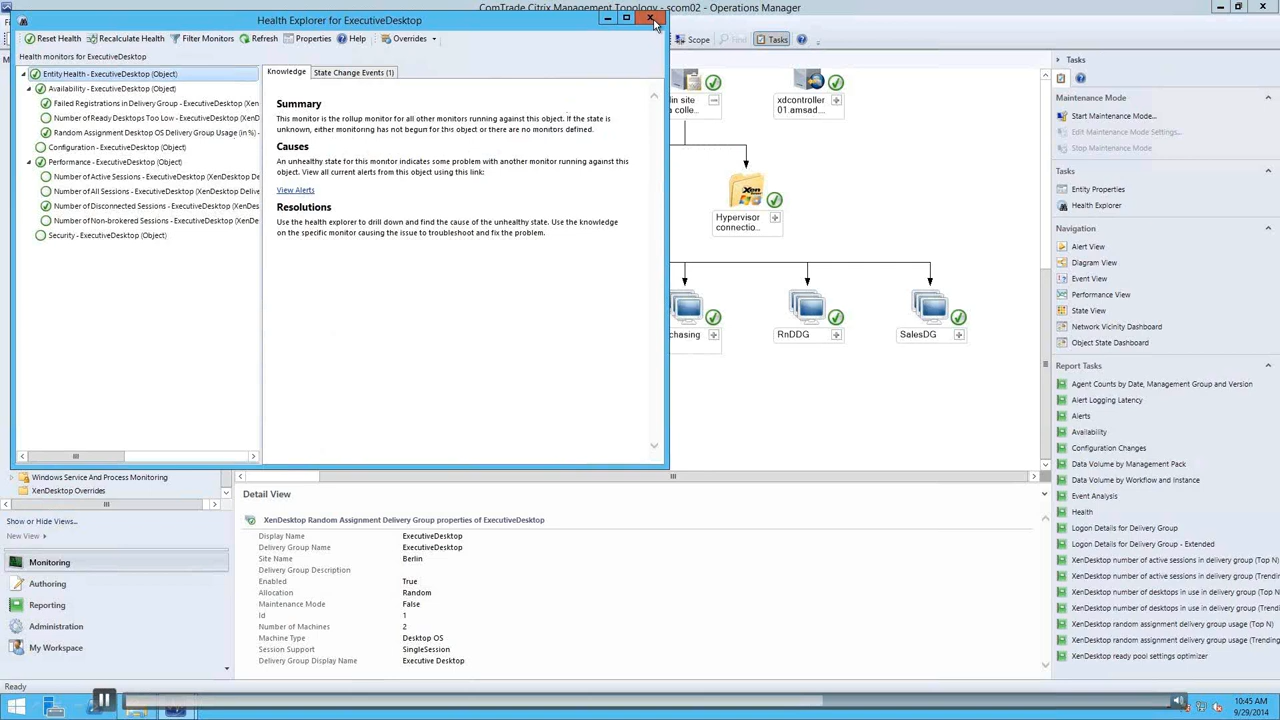 ComTrade Citrix Management Topology - scom02 - Operations Manager
Health Explorer for ExecutiveDesktop
Reset Health
Recalculate Health
Filter Monitors
Refresh
Properties
Help
Overrides
Scope
Find
Tasks
Health monitors for ExecutiveDesktop
Entity Health - ExecutiveDesktop (Object)
Availability - ExecutiveDesktop (Object)
Failed Registrations in Delivery Group - ExecutiveDesktop (Xen
Number of Ready Desktops Too Low - ExecutiveDesktop (XenD
Random Assignment Desktop OS Delivery Group Usage (in %) -
Configuration - ExecutiveDesktop (Object)
Performance - ExecutiveDesktop (Object)
Number of Active Sessions - ExecutiveDesktop (XenDesktop De
Number of All Sessions - ExecutiveDesktop (XenDesktop Delive
Number of Disconnected Sessions - ExecutiveDesktop (XenDes
Number of Non-brokered Sessions - ExecutiveDesktop (XenDes
Security - ExecutiveDesktop (Object)
Knowledge
State Change Events (1)
Summary
This monitor is the rollup monitor for all other monitors running against this object. If the state is
unknown, either monitoring has not begun for this object or there are no monitors defined.
Causes
An unhealthy state for this monitor indicates some problem with another monitor running against this
object. View all current alerts from this object using this link:
View Alerts
Resolutions
Use the health explorer to drill down and find the cause of the unhealthy state. Use the knowledge
on the specific monitor causing the issue to troubleshoot and fix the problem.
lin site
colle...
xdcontroller
01.amsad...
Hypervisor
connectio...
chasing
RnDDG
SalesDG
Tasks
Maintenance Mode
Start Maintenance Mode...
Edit Maintenance Mode Settings...
Stop Maintenance Mode
Tasks
Entity Properties
Health Explorer
Navigation
Alert View
Diagram View
Event View
Performance View
State View
Network Vicinity Dashboard
Object State Dashboard
Report Tasks
Agent Counts by Date, Management Group and Version
Alert Logging Latency
Alerts
Availability
Configuration Changes
Data Volume by Management Pack
Data Volume by Workflow and Instance
Event Analysis
Health
Logon Details for Delivery Group
Logon Details for Delivery Group - Extended
XenDesktop number of active sessions in delivery group (Top N)
XenDesktop number of active sessions in delivery group (Trending
XenDesktop number of desktops in use in delivery group (Top N)
XenDesktop number of desktops in use in delivery group (Trendin
XenDesktop random assignment delivery group usage (Top N)
XenDesktop random assignment delivery group usage (Trending)
XenDesktop ready pool settings optimizer
Windows Service And Process Monitoring
XenDesktop Overrides
Show or Hide Views...
New View
Monitoring
Authoring
Reporting
Administration
My Workspace
Detail View
XenDesktop Random Assignment Delivery Group properties of ExecutiveDesktop
Display Name ExecutiveDesktop
Delivery Group Name ExecutiveDesktop
Site Name Berlin
Delivery Group Description
Enabled True
Allocation Random
Maintenance Mode False
Id 1
Number of Machines 2
Machine Type Desktop OS
Session Support SingleSession
Delivery Group Display Name Executive Desktop
Ready
10:45 AM
9/29/2014